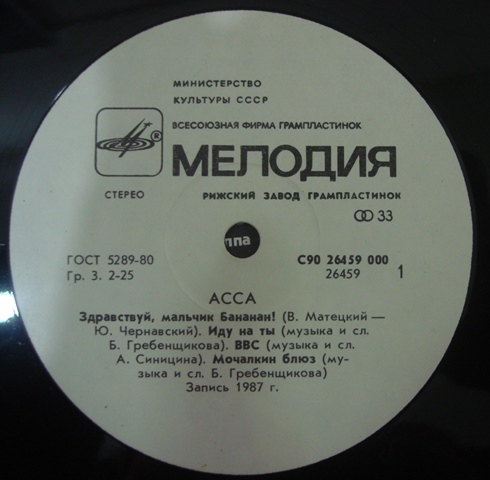 МИНИСТЕРСТВО
КУЛЬТУРЫ СССР
ВСЕСОЮЗНАЯ ФИРМА ГРАМПЛАСТИНОК
®
МЕЛОДИЯ
СТЕРЕО
РИЖСКИЙ ЗАВОД ГРАМПЛАСТИНОК
33
ппа
ГОСТ 5289-80
С90 26459 000
Гр. 3. 2-25
26459
1
АССА
Здравствуй, мальчик Бананан! (В. Матецкий —
Ю. Чернавский). Иду на ты (музыка и сл.
Б. Гребенщикова). ВВС (музыка и сл.
А. Синицина). Мочалкин блюз (му-
зыка и сл. Б. Гребенщикова)
Запись 1987 г.